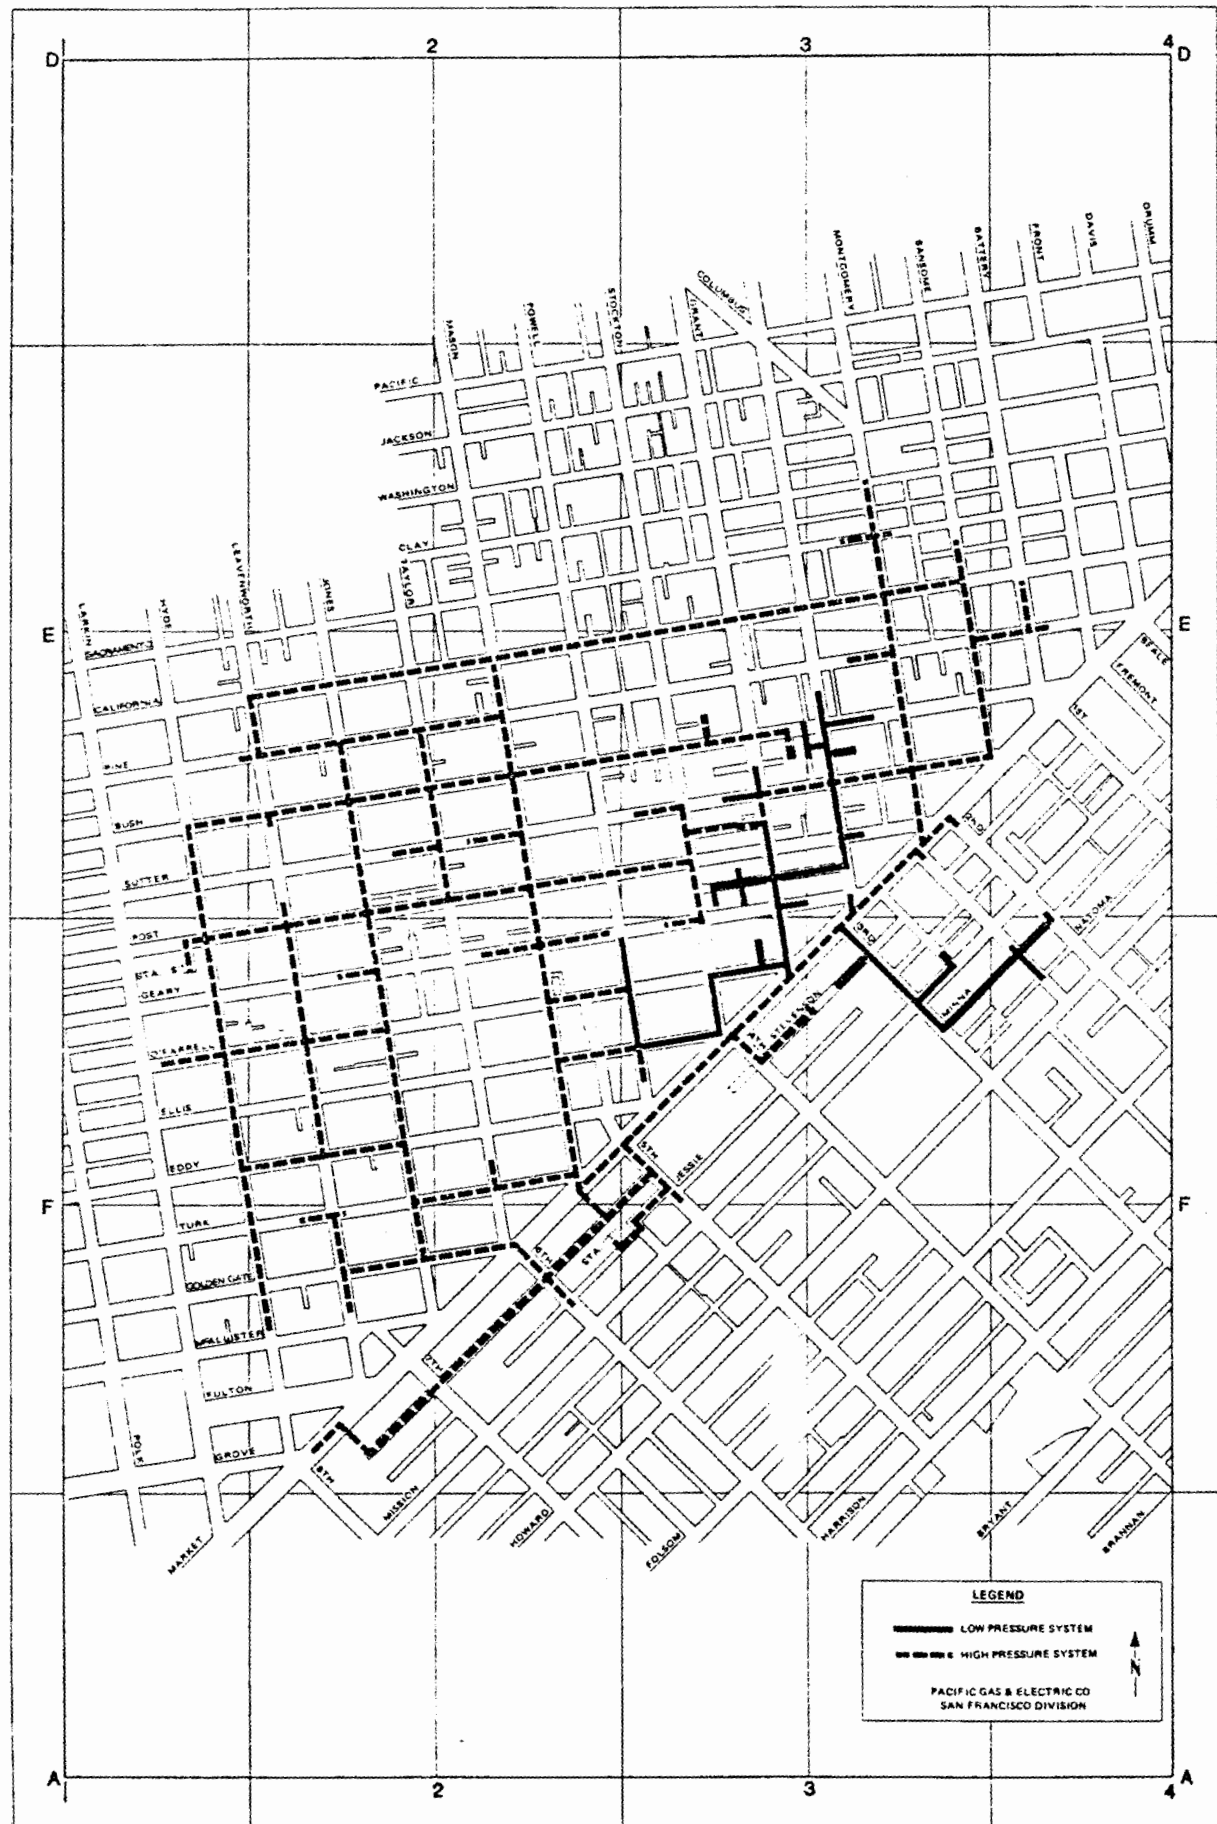 2
3
4
D
D
DRUMM
DAVIS
FRONT
BATTERY
SANSOME
MONTGOMERY
COLUMBUS
GRANT
STOCKTON
POWELL
MASON
PACIFIC
JACKSON
WASHINGTON
CLAY
TAYLOR
JONES
LEAVENWORTH
HYDE
LARKIN
E
E
SACRAMENTO
CALIFORNIA
PINE
BUSH
SUTTER
POST
STA S
GEARY
O'FARRELL
ELLIS
EDDY
TURK
GOLDEN GATE
McALLISTER
FULTON
GROVE
POLK
BEALE
FREMONT
1ST
2ND
3RD
NATOMA
MINNA
STEVENSON
5TH
JESSIE
STA
6TH
7TH
8TH
F
F
MARKET
MISSION
HOWARD
FOLSOM
HARRISON
BRYANT
BRANNAN
LEGEND
LOW PRESSURE SYSTEM
HIGH PRESSURE SYSTEM
N
PACIFIC GAS & ELECTRIC CO
SAN FRANCISCO DIVISION
A
A
2
3
4